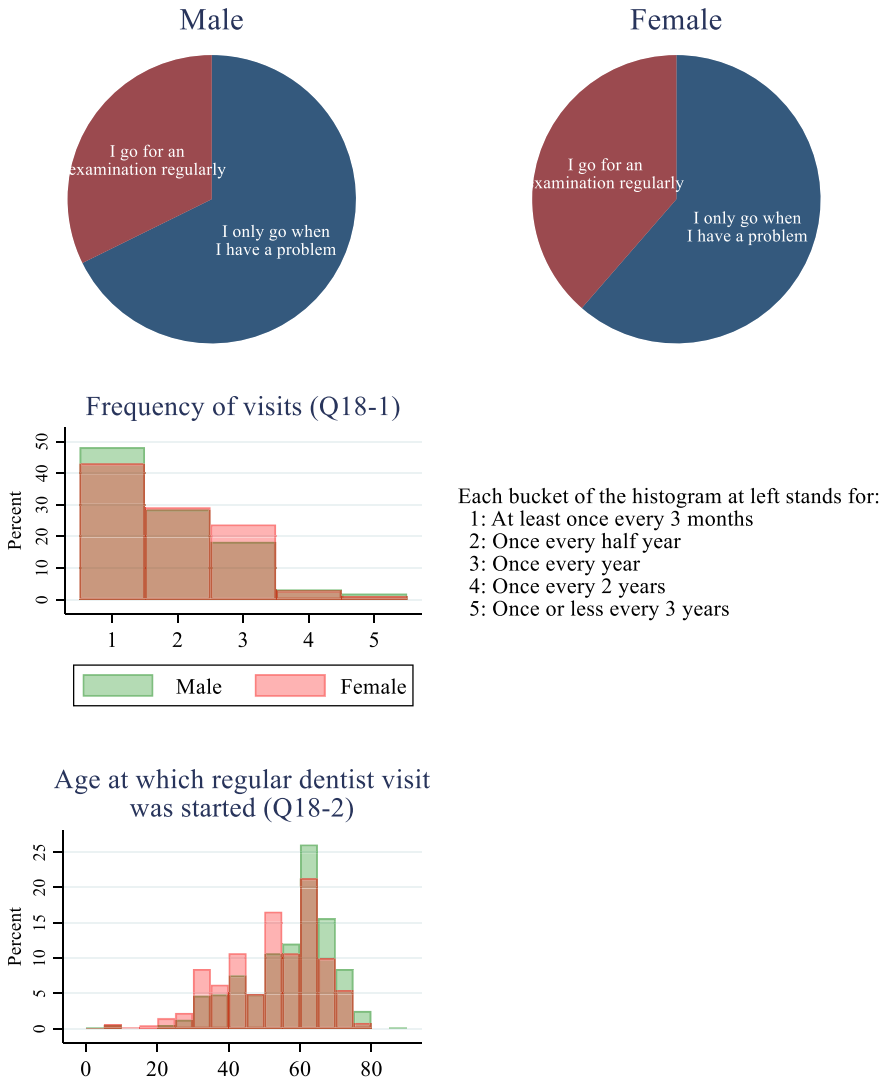 Male
Female
I go for an
examination regularly
I only go when
I have a problem
I go for an
examination regularly
I only go when
I have a problem
Frequency of visits (Q18-1)
Percent
50
40
30
20
10
0
1 2 3 4 5
Male Female
Each bucket of the histogram at left stands for:
1: At least once every 3 months
2: Once every half year
3: Once every year
4: Once every 2 years
5: Once or less every 3 years
Age at which regular dentist visit
was started (Q18-2)
Percent
25
20
15
10
5
0
0 20 40 60 80